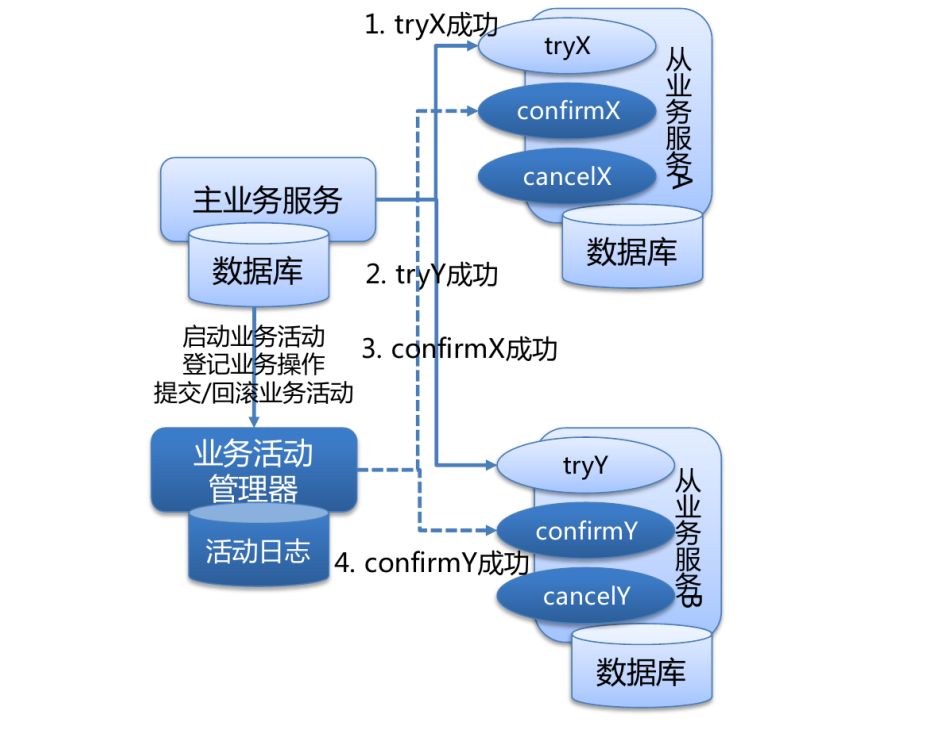 1. tryX成功
tryX
confirmX
cancelX
从业务服务A
数据库
主业务服务
数据库
2. tryY成功
启动业务活动
登记业务操作
提交/回滚业务活动
3. confirmX成功
业务活动
管理器
活动日志
tryY
confirmY
cancelY
从业务服务B
4. confirmY成功
数据库